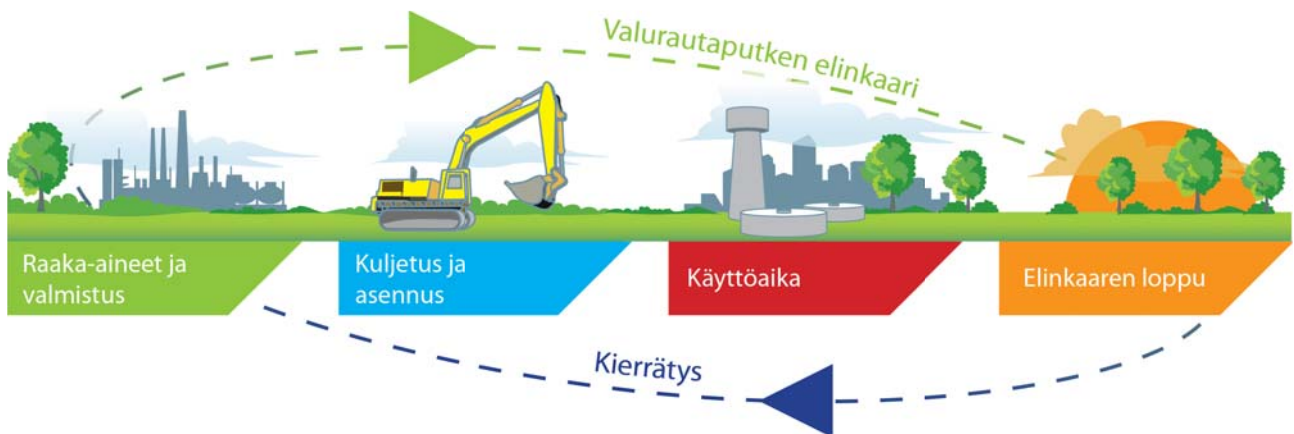 Valurautaputken elinkaari
Raaka-aineet ja
valmistus
Kuljetus ja
asennus
Käyttöaika
Elinkaaren loppu
Kierrätys